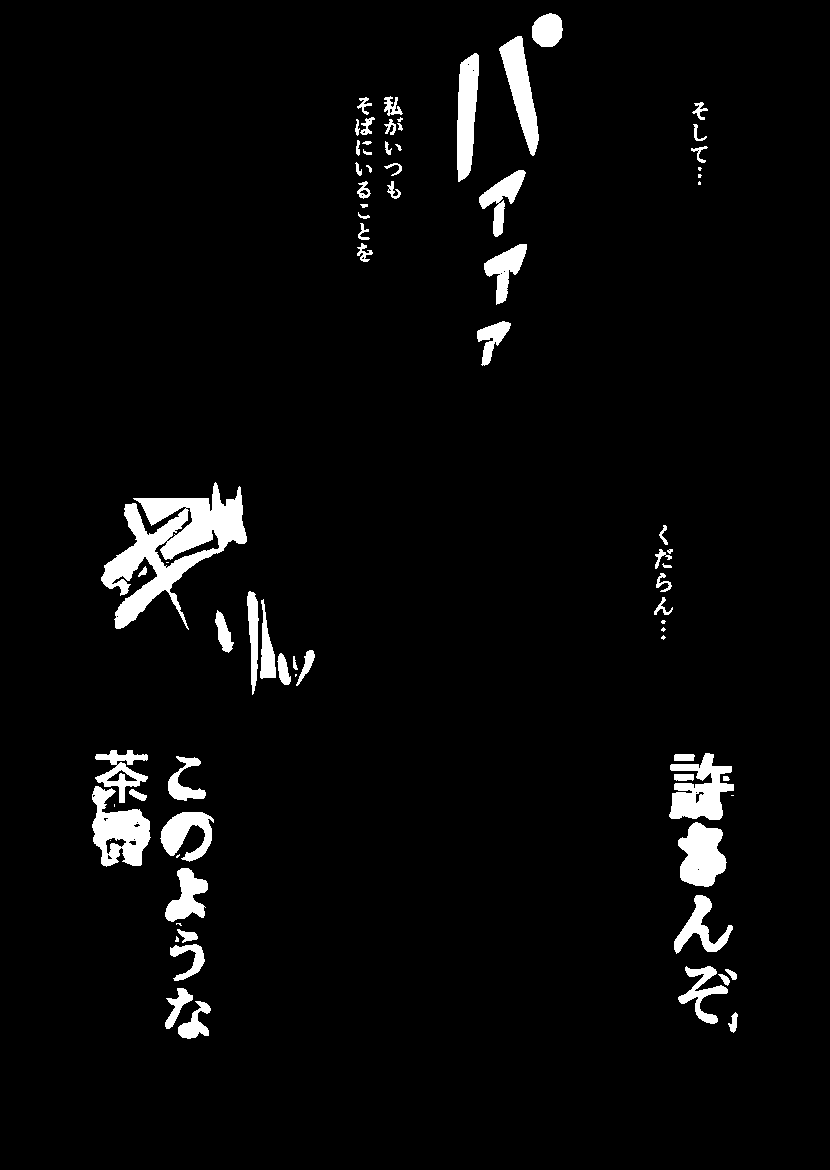 そして…
パァァァ
私がいつも
そばにいることを
くだらん…
ギリッ
許さんぞ
このような
茶番